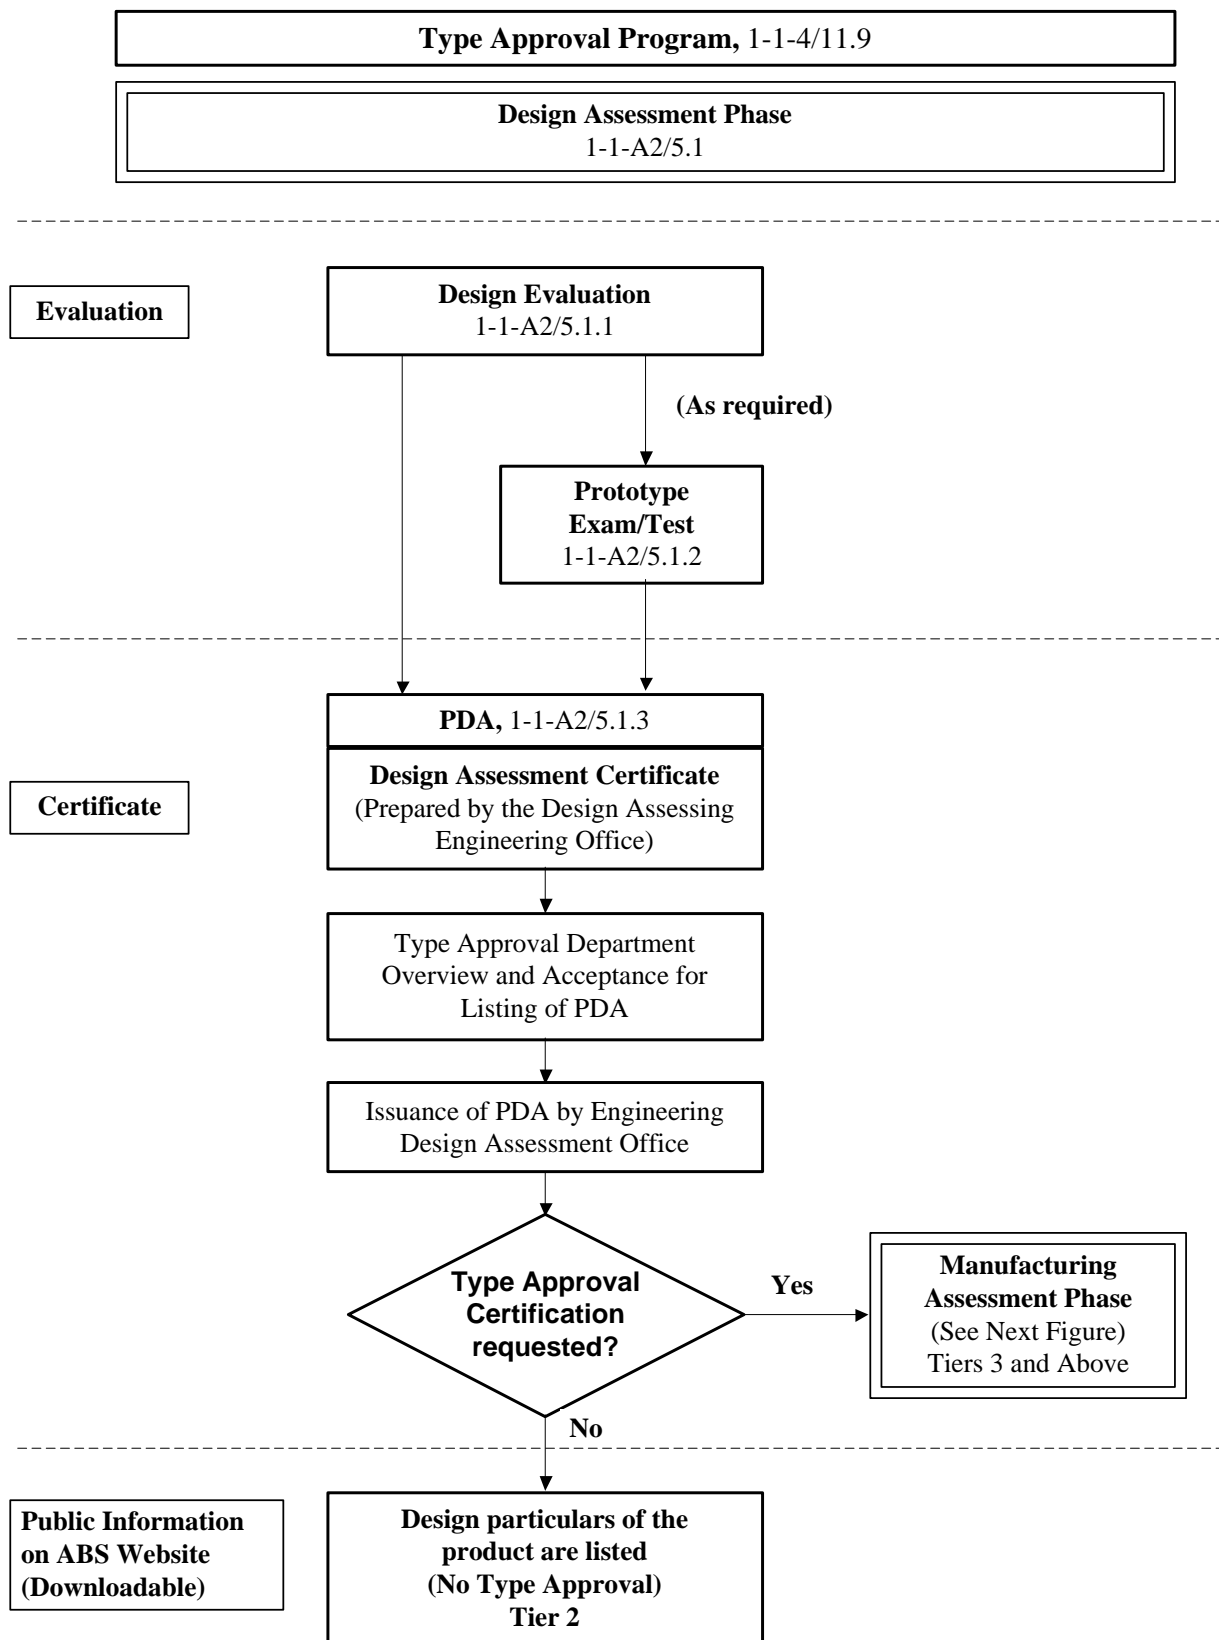 Type Approval Program, 1-1-4/11.9
Design Assessment Phase
1-1-A2/5.1
Evaluation
Design Evaluation
1-1-A2/5.1.1
(As required)
Prototype
Exam/Test
1-1-A2/5.1.2
PDA, 1-1-A2/5.1.3
Certificate
Design Assessment Certificate
(Prepared by the Design Assessing
Engineering Office)
Type Approval Department
Overview and Acceptance for
Listing of PDA
Issuance of PDA by Engineering
Design Assessment Office
Type Approval
Certification
requested?
Yes
Manufacturing
Assessment Phase
(See Next Figure)
Tiers 3 and Above
No
Public Information
on ABS Website
(Downloadable)
Design particulars of the
product are listed
(No Type Approval)
Tier 2